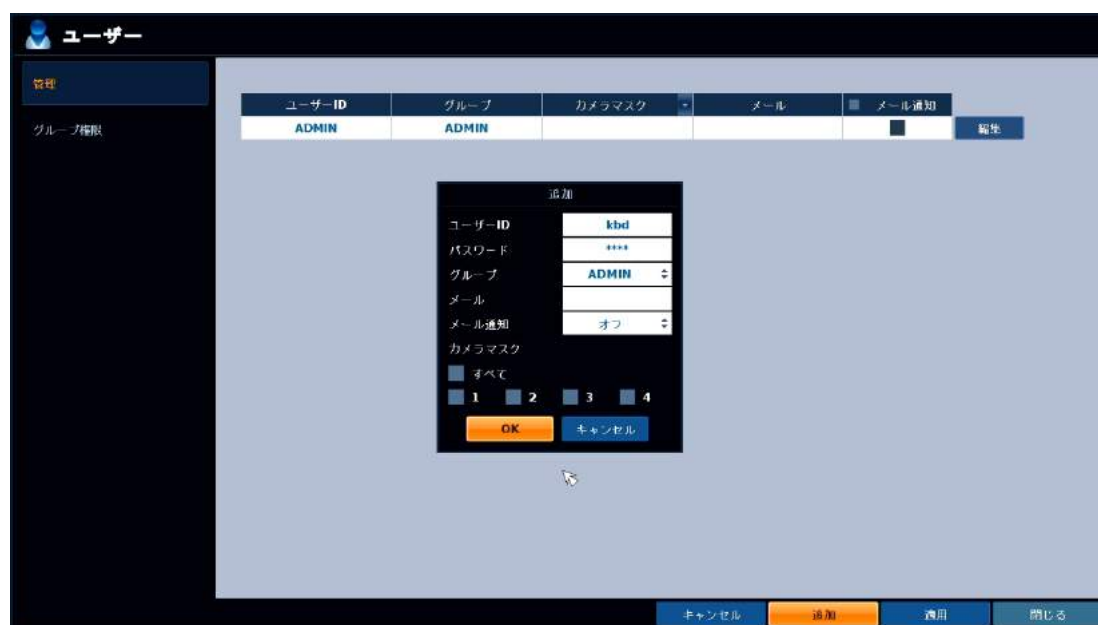 ユーザー
管理
グループ権限
ユーザーID グループ カメラマスク メール メール通知
ADMIN ADMIN 編集
追加
ユーザーID kbd
パスワード ****
グループ ADMIN
メール
メール通知 オフ
カメラマスク
すべて
1 2 3 4
OK キャンセル
キャンセル 追加 適用 閉じる